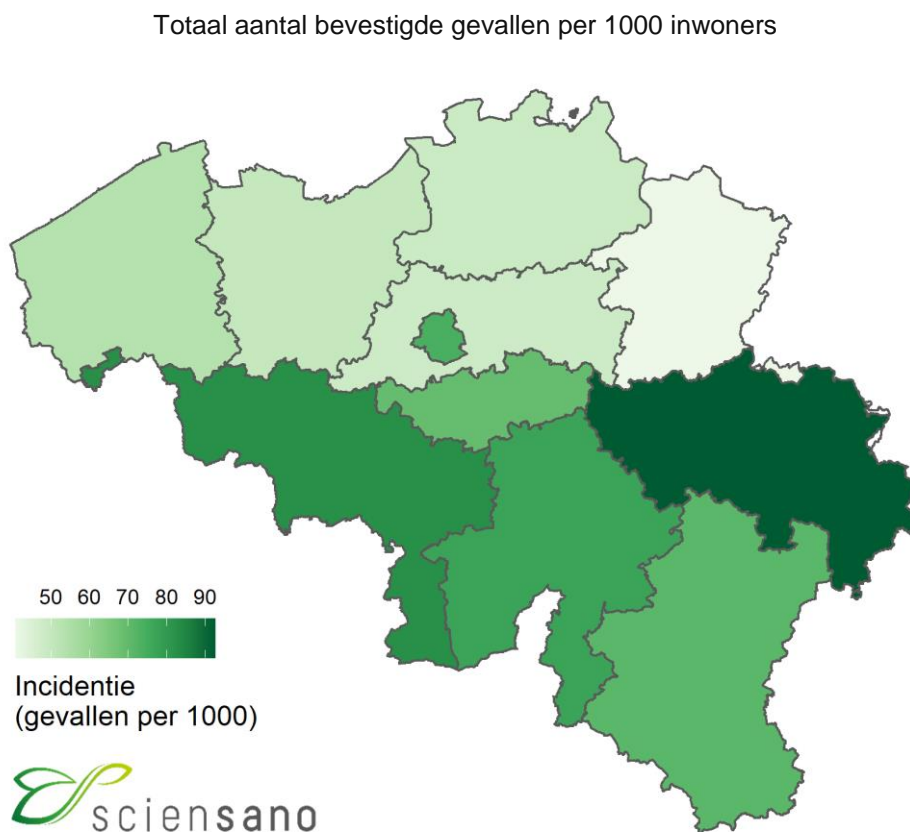 Totaal aantal bevestigde gevallen per 1000 inwoners
50 60 70 80 90
Incidentie
(gevallen per 1000)
sciensano